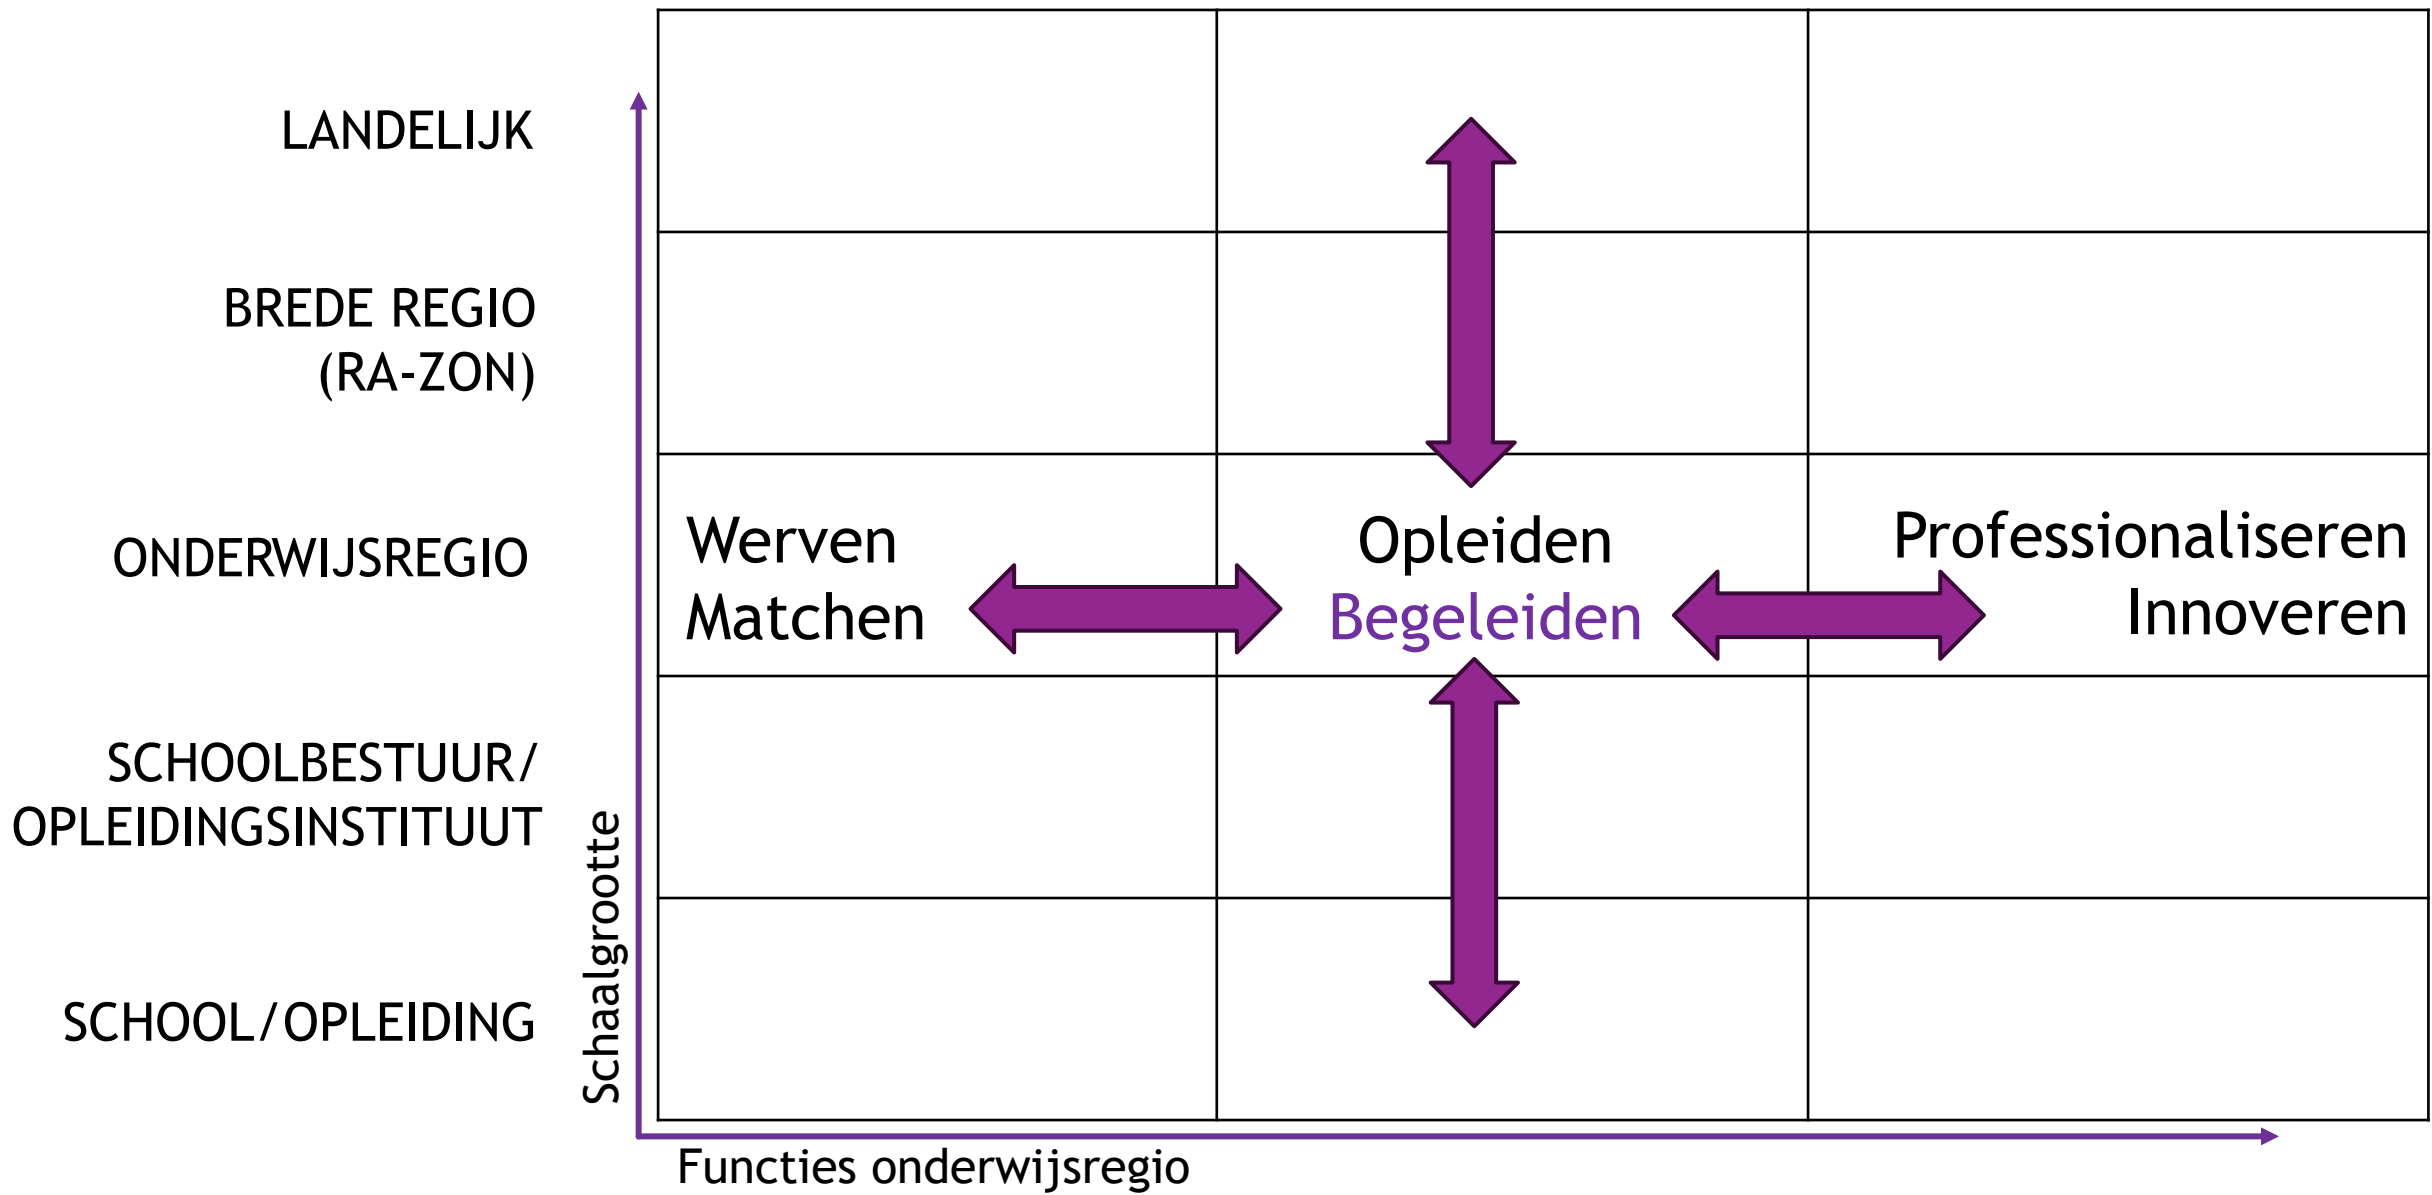 LANDELIJK
BREDE REGIO
(RA-ZON)
ONDERWIJSREGIO
Werven
Matchen
Opleiden
Begeleiden
Professionaliseren
Innoveren
SCHOOLBESTUUR/
OPLEIDINGSINSTITUUT
SCHOOL/OPLEIDING
Schaalgrootte
Functies onderwijsregio